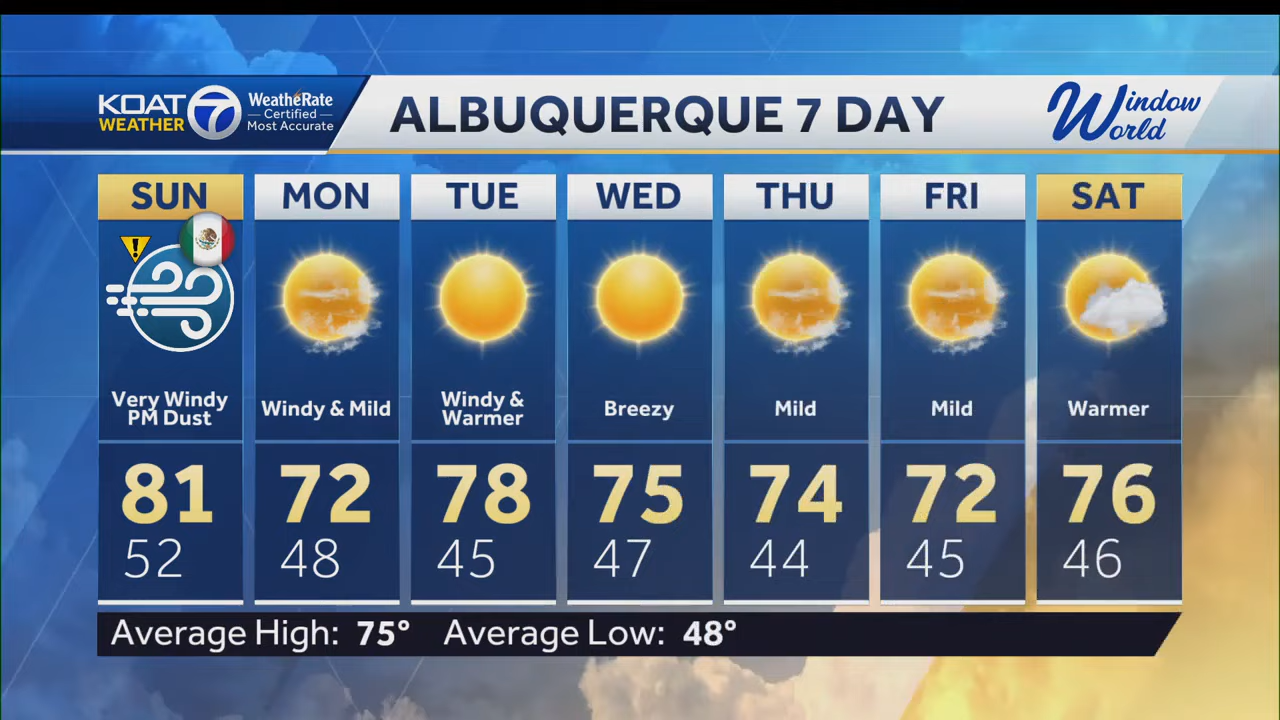 KOAT
WEATHER
7
WeatheRate
Certified
Most Accurate
ALBUQUERQUE 7 DAY
Window
World
SUN
MON
TUE
WED
THU
FRI
SAT
!
Very Windy
PM Dust
Windy & Mild
Windy &
Warmer
Breezy
Mild
Mild
Warmer
81
72
78
75
74
72
76
52
48
45
47
44
45
46
Average High: 75° Average Low: 48°